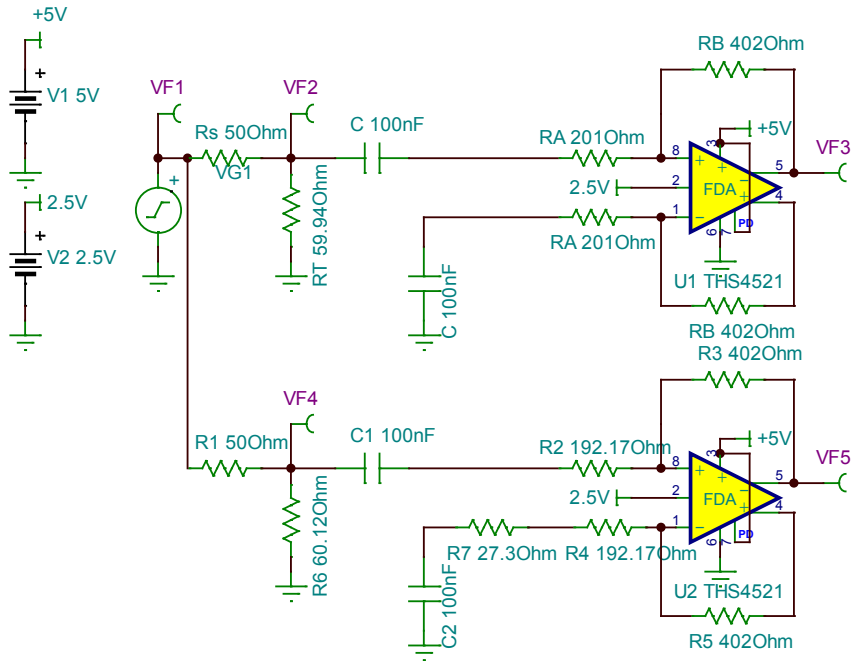 +5V
+
V1 5V
2.5V
+
V2 2.5V
VF1
VF2
Rs 50Ohm
VG1
+
RT 59.94Ohm
C 100nF
RA 201Ohm
RB 402Ohm
8
+
3
+
+5V
2.5V
2
FDA
−
5
VF3
+
4
1
−
PD
6
7
RA 201Ohm
C 100nF
U1 THS4521
RB 402Ohm
R3 402Ohm
VF4
R1 50Ohm
R6 60.12Ohm
C1 100nF
R2 192.17Ohm
8
+
3
+
+5V
2.5V
2
FDA
−
5
VF5
+
4
1
−
PD
6
7
R7 27.3Ohm
R4 192.17Ohm
C2 100nF
U2 THS4521
R5 402Ohm